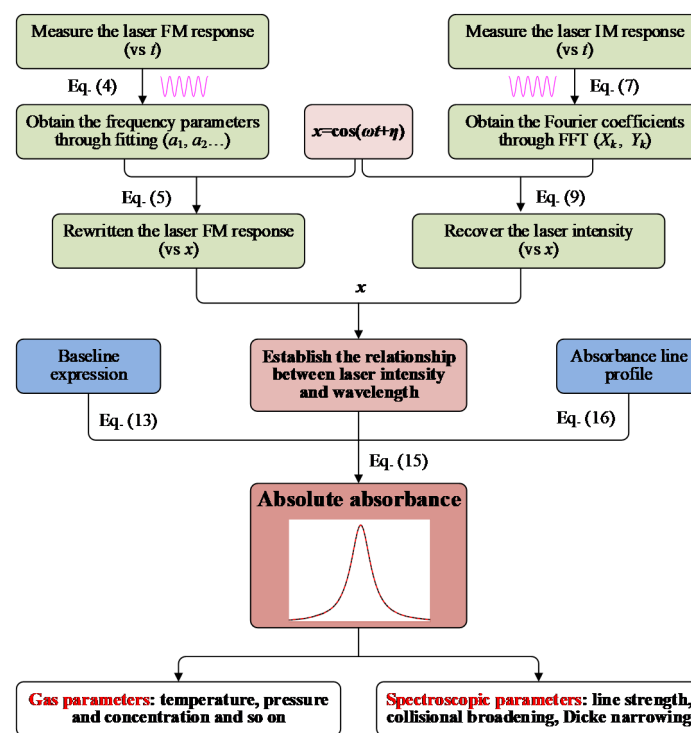 Measure the laser FM response
(vs t)
Measure the laser IM response
(vs t)
Eq. (4)
Eq. (7)
Obtain the frequency parameters
through fitting (a₁, a₂...)
x=cos(ωt+η)
Obtain the Fourier coefficients
through FFT (Xₖ, Yₖ)
Eq. (5)
Eq. (9)
Rewritten the laser FM response
(vs x)
Recover the laser intensity
(vs x)
x
Baseline
expression
Establish the relationship
between laser intensity
and wavelength
Absorbance line
profile
Eq. (13)
Eq. (16)
Eq. (15)
Absolute absorbance
Gas parameters: temperature, pressure
and concentration and so on
Spectroscopic parameters: line strength,
collisional broadening, Dicke narrowing